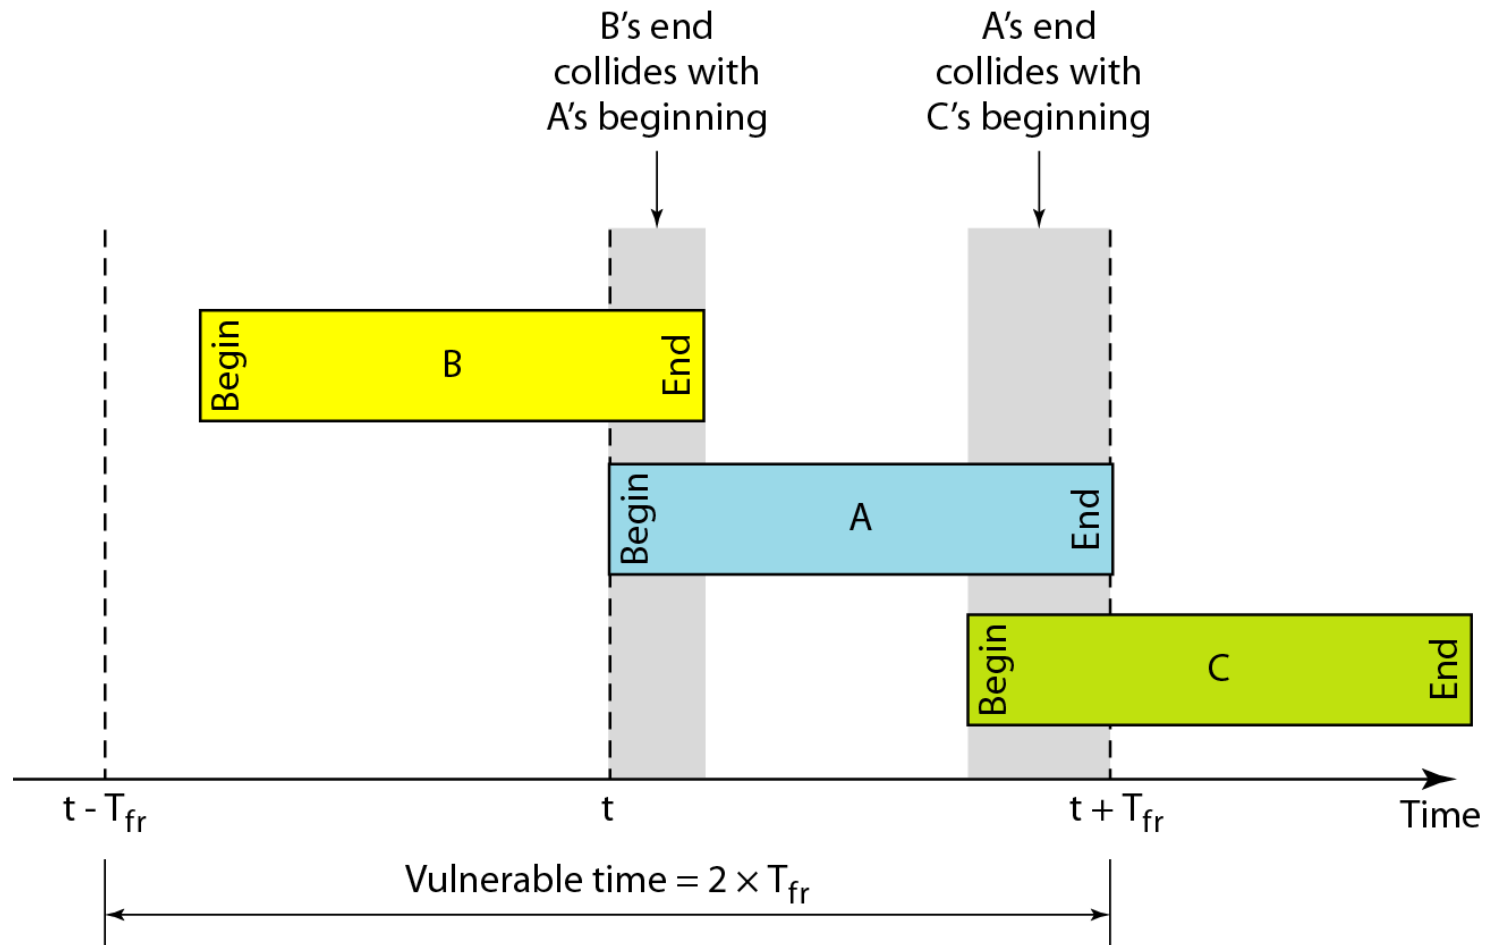 B's end
collides with
A's beginning
A's end
collides with
C's beginning
Begin
B
End
Begin
A
End
Begin
C
End
t - Tfr
t
t + Tfr
Time
Vulnerable time = 2 × Tfr